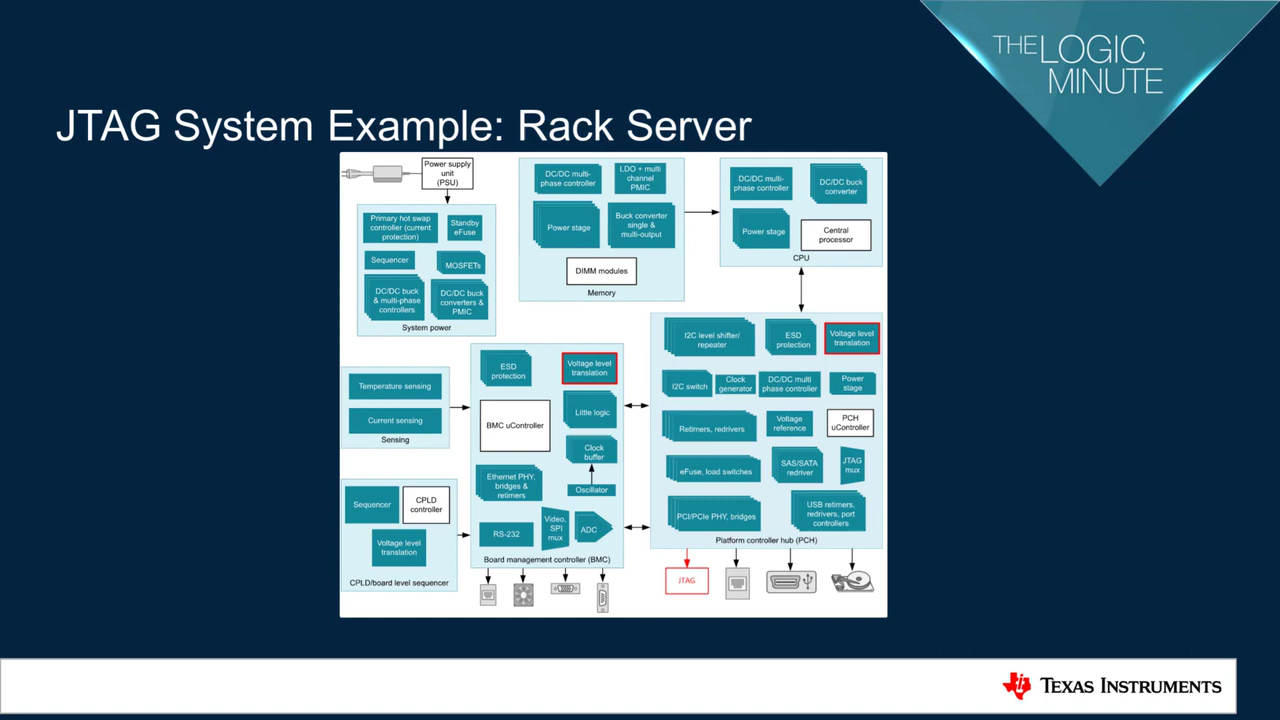 THE LOGIC
MINUTE
JTAG System Example: Rack Server
Power supply
unit
(PSU)
Primary hot swap
controller (current
protection)
Standby
eFuse
Sequencer
MOSFETs
DC/DC buck
& multi-phase
controllers
DC/DC buck
converters &
PMIC
System power
DC/DC multi-
phase controller
LDO + multi
channel
PMIC
Power stage
Buck converter
single &
multi-output
DIMM modules
Memory
DC/DC multi-
phase controller
DC/DC buck
converter
Power stage
Central
processor
CPU
Temperature sensing
Current sensing
Sensing
Sequencer
CPLD
controller
Voltage level
translation
CPLD/board level sequencer
ESD
protection
Voltage level
translation
BMC uController
Little logic
Clock
buffer
Ethernet PHY,
bridges &
retimers
Oscillator
RS-232
Video,
SPI
mux
ADC
Board management controller (BMC)
I2C level shifter/
repeater
ESD
protection
Voltage level
translation
I2C switch
Clock
generator
DC/DC multi
phase controller
Power
stage
Retimers, redrivers
Voltage
reference
PCH
uController
eFuse, load switches
SAS/SATA
redriver
JTAG
mux
PCI/PCIe PHY, bridges
USB retimers,
redrivers, port
controllers
Platform controller hub (PCH)
JTAG
TEXAS INSTRUMENTS